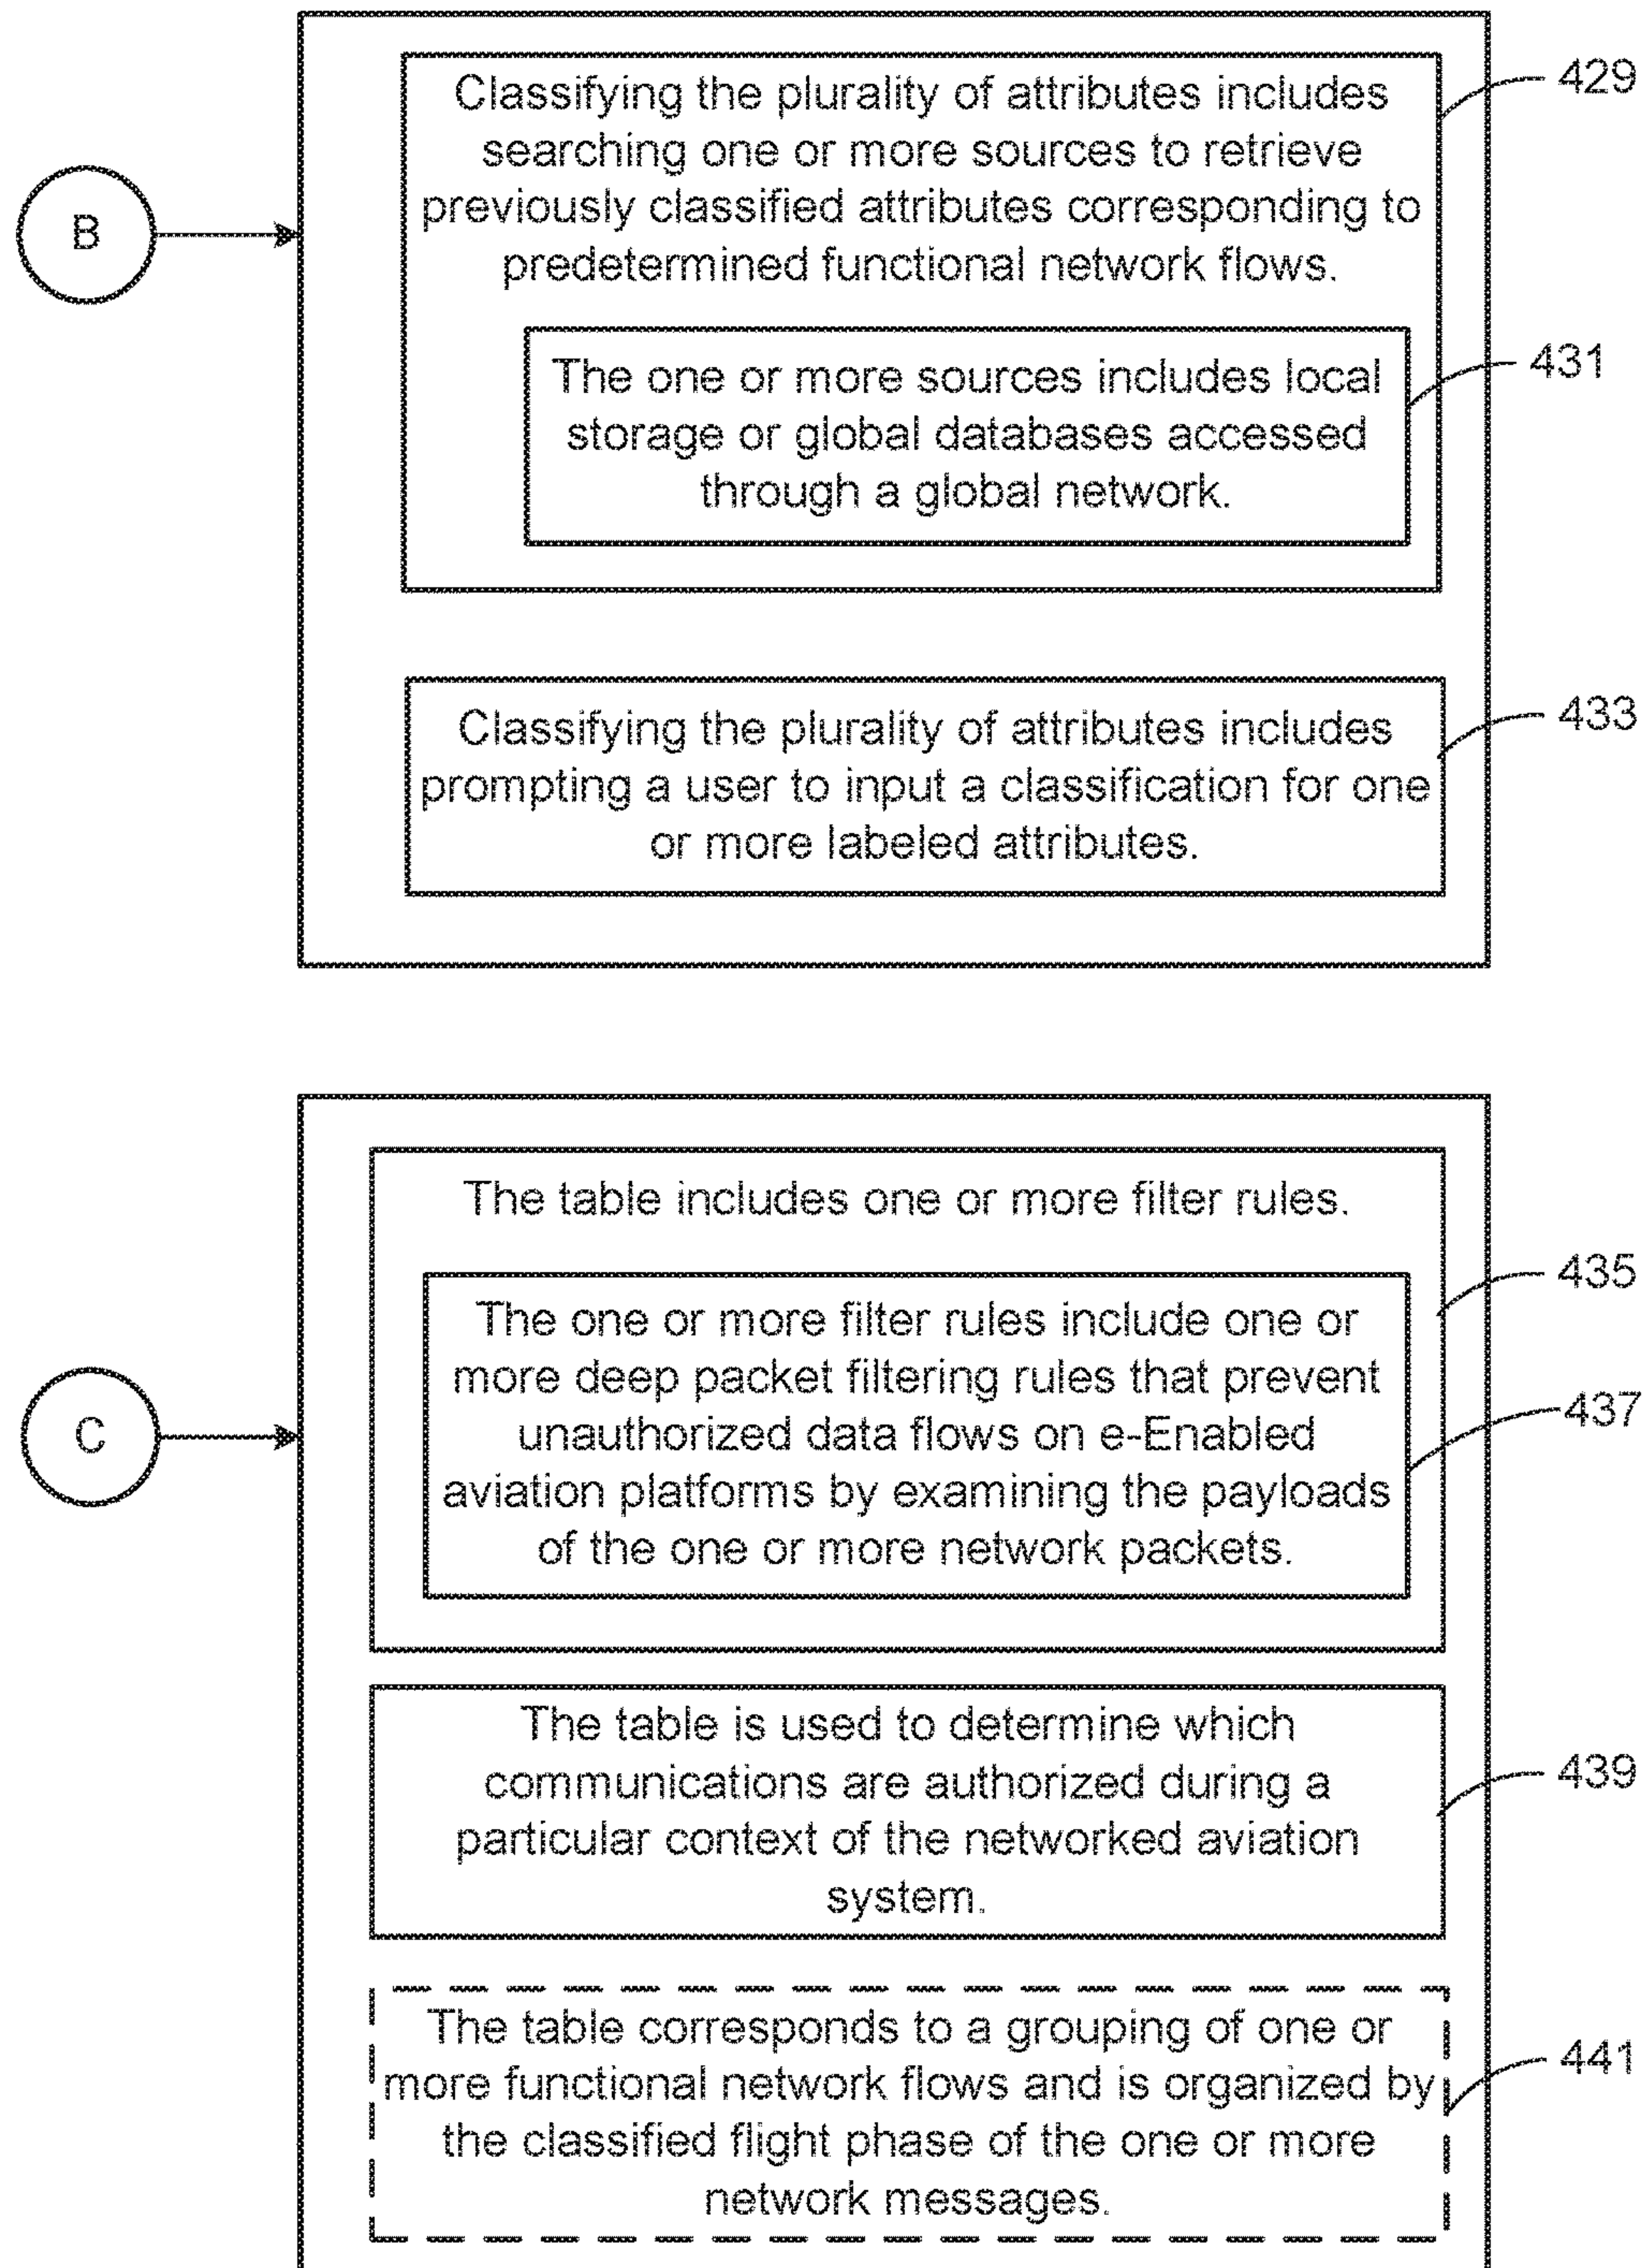 Classifying the plurality of attributes includes
searching one or more sources to retrieve
previously classified attributes corresponding to
predetermined functional network flows.
429
B
The one or more sources includes local
storage or global databases accessed
through a global network.
431
Classifying the plurality of attributes includes
prompting a user to input a classification for one
or more labeled attributes.
433
The table includes one or more filter rules.
435
The one or more filter rules include one or
more deep packet filtering rules that prevent
unauthorized data flows on e-Enabled
aviation platforms by examining the payloads
of the one or more network packets.
437
C
The table is used to determine which
communications are authorized during a
particular context of the networked aviation
system.
439
The table corresponds to a grouping of one or
more functional network flows and is organized by
the classified flight phase of the one or more
network messages.
441